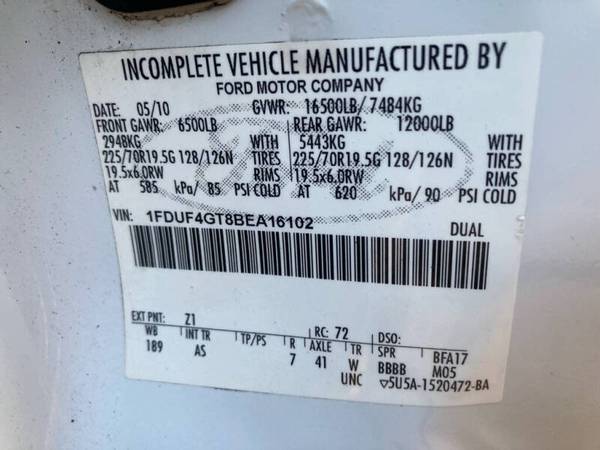 INCOMPLETE VEHICLE MANUFACTURED BY
FORD MOTOR COMPANY
DATE: 05/10 GVWR: 16500LB/ 7484KG
FRONT GAWR: 6500LB REAR GAWR: 12000LB
2948KG WITH 5443KG WITH
225/70R19.5G 128/126N TIRES 225/70R19.5G 128/126N TIRES
19.5x6.0RW RIMS 19.5x6.0RW RIMS
AT 585 kPa/ 85 PSI COLD AT 620 kPa/ 90 PSI COLD
VIN: 1FDUF4GT8BEA16102 DUAL
EXT PNT: Z1 RC: 72 DSO:
WB INT TR TP/PS R AXLE TR SPR BFA17
189 AS 7 41 W BBBB M05
UNC ▽5U5A-1520472-BA